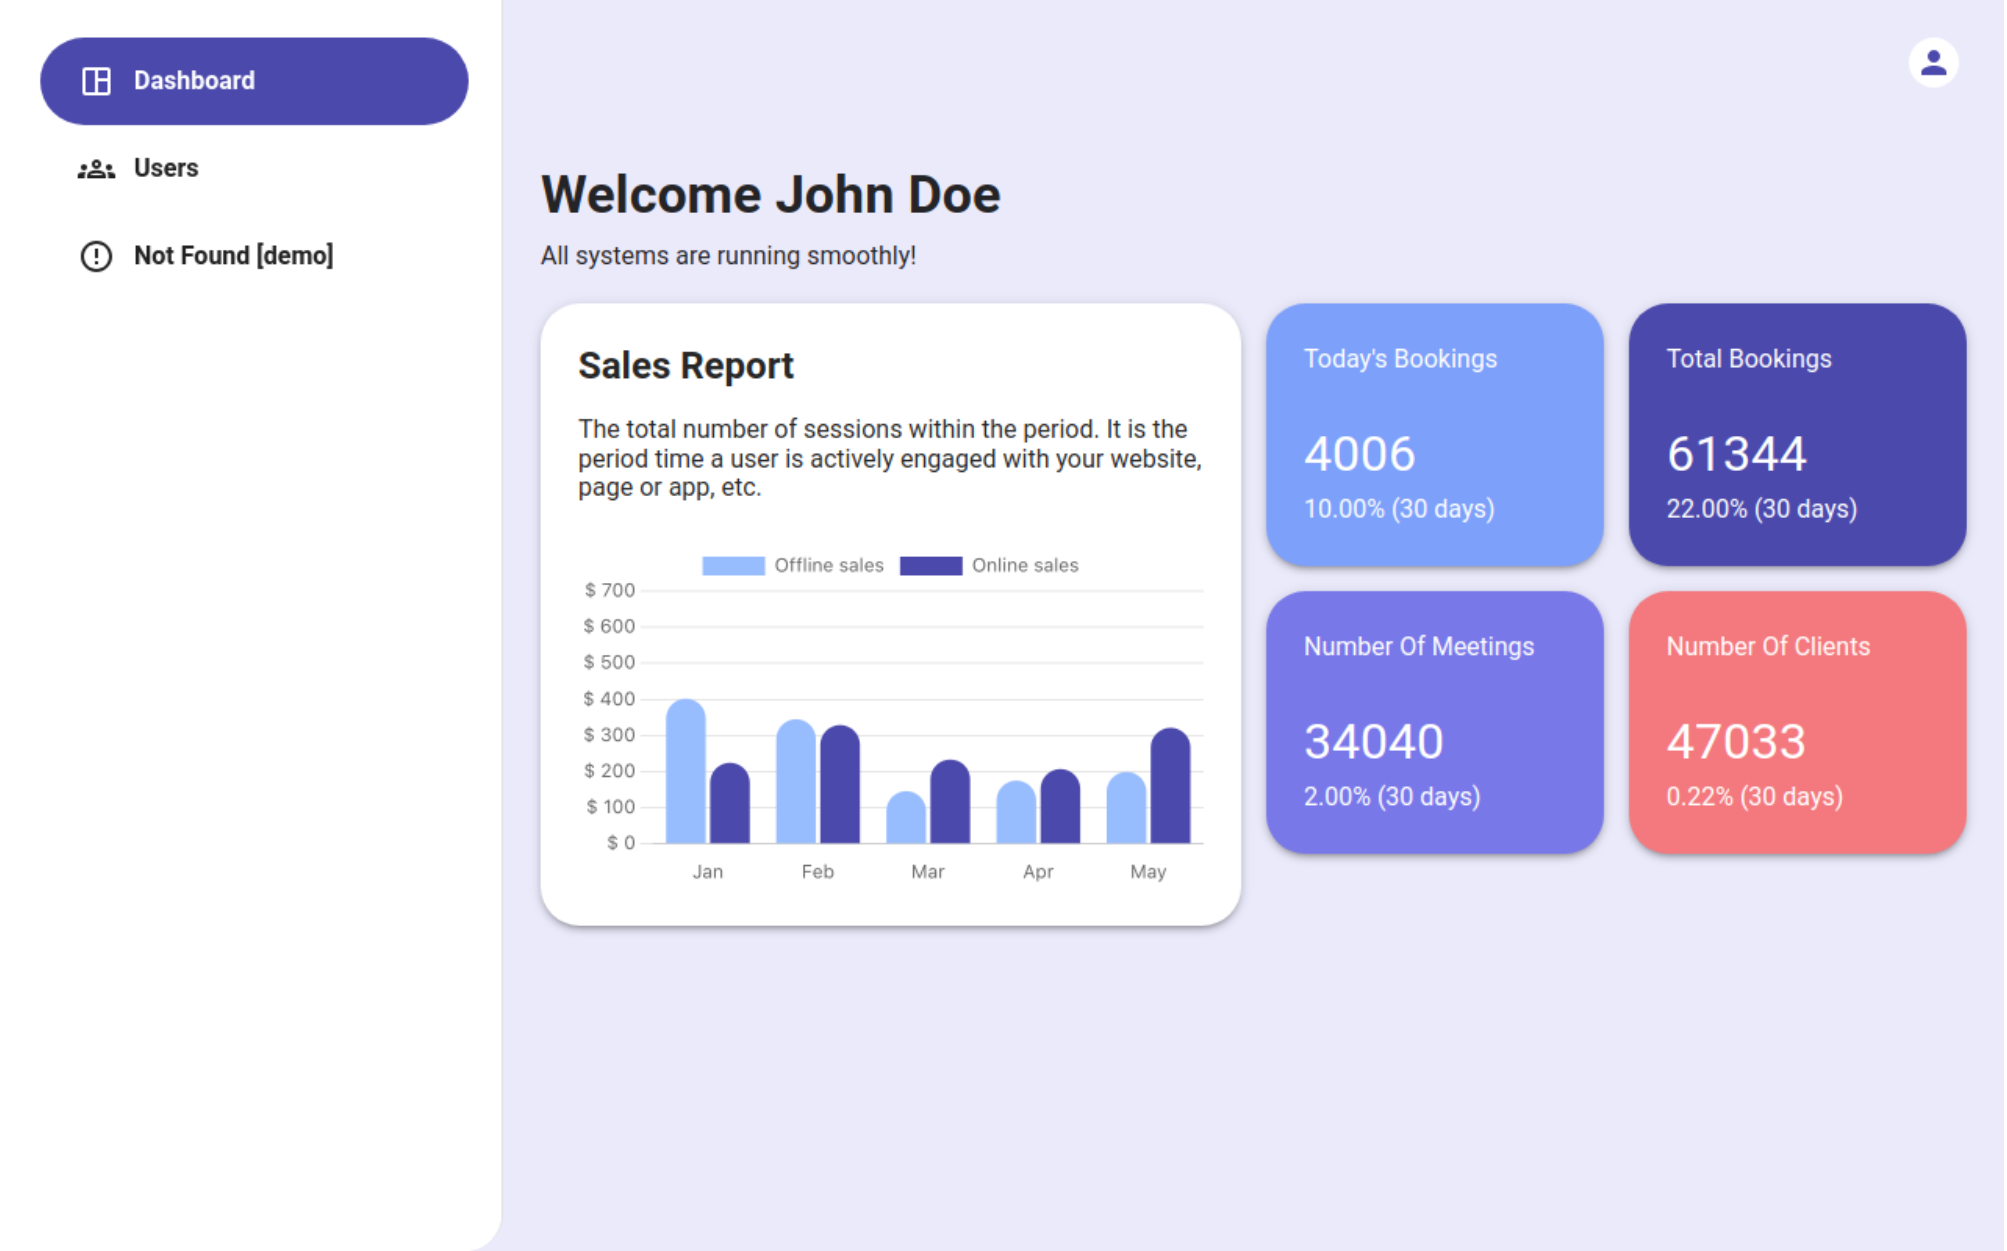 Dashboard
Users
Not Found [demo]
Welcome John Doe
All systems are running smoothly!
Sales Report
The total number of sessions within the period. It is the
period time a user is actively engaged with your website,
page or app, etc.
Offline sales
Online sales
$ 700
$ 600
$ 500
$ 400
$ 300
$ 200
$ 100
$ 0
Jan
Feb
Mar
Apr
May
Today's Bookings
4006
10.00% (30 days)
Total Bookings
61344
22.00% (30 days)
Number Of Meetings
34040
2.00% (30 days)
Number Of Clients
47033
0.22% (30 days)